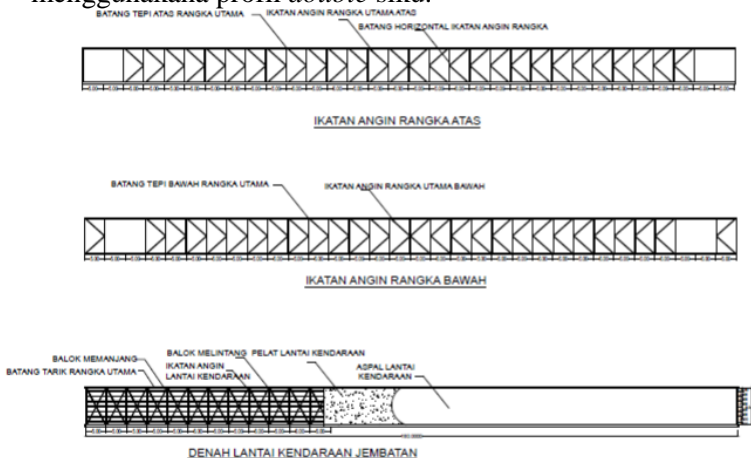 menggunakana profil double siku.
BATANG TEPI ATAS RANGKA UTAMA
IKATAN ANGIN RANGKA UTAMA ATAS
BATANG HORIZONTAL IKATAN ANGIN RANGKA
IKATAN ANGIN RANGKA ATAS
BATANG TEPI BAWAH RANGKA UTAMA
IKATAN ANGIN RANGKA UTAMA BAWAH
IKATAN ANGIN RANGKA BAWAH
BALOK MEMANJANG
BATANG TARIK RANGKA UTAMA
BALOK MELINTANG
IKATAN ANGIN
LANTAI KENDARAAN
PELAT LANTAI KENDARAAN
ASPAL LANTAI
KENDARAAN
DENAH LANTAI KENDARAAN JEMBATAN